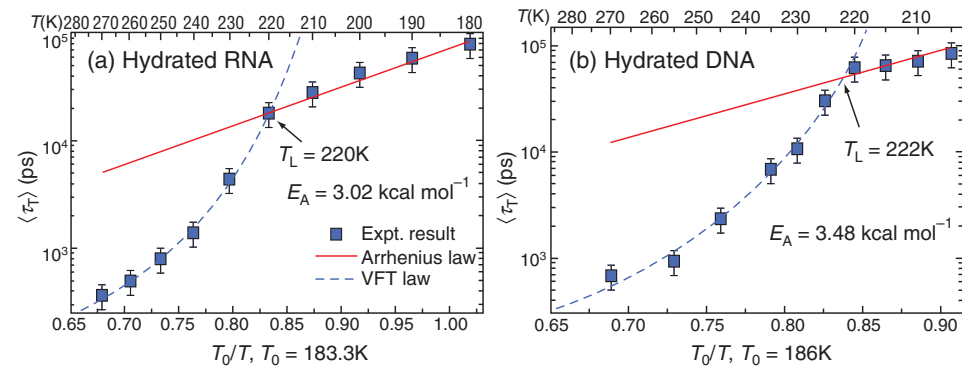 T(K) 280 270 260 250 240 230 220 210 200 190 180
(a) Hydrated RNA
10^5
10^4
10^3
⟨τ_T⟩ (ps)
T_L = 220K
E_A = 3.02 kcal mol^−1
Expt. result
Arrhenius law
VFT law
0.65 0.70 0.75 0.80 0.85 0.90 0.95 1.00
T_0/T, T_0 = 183.3K
T(K) 280 270 260 250 240 230 220 210
(b) Hydrated DNA
10^5
10^4
10^3
⟨τ_T⟩ (ps)
T_L = 222K
E_A = 3.48 kcal mol^−1
0.65 0.70 0.75 0.80 0.85 0.90
T_0/T, T_0 = 186K